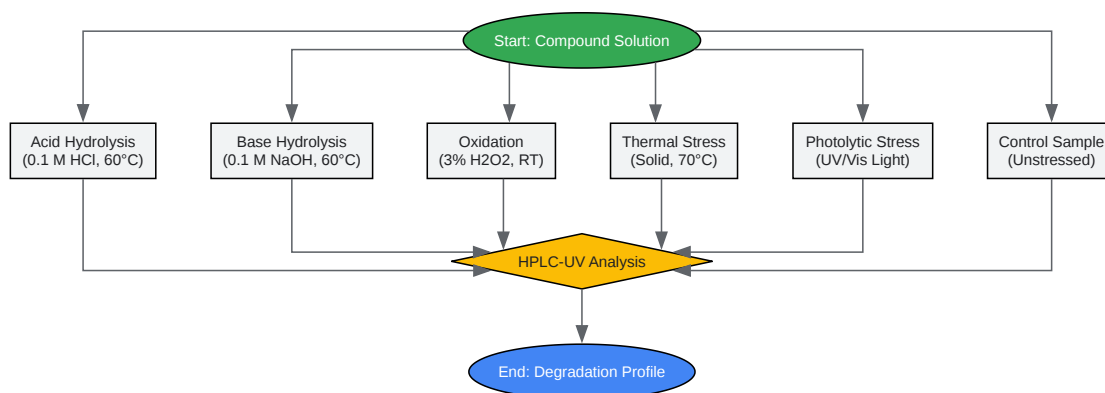 Start: Compound Solution
Acid Hydrolysis
(0.1 M HCl, 60°C)
Base Hydrolysis
(0.1 M NaOH, 60°C)
Oxidation
(3% H2O2, RT)
Thermal Stress
(Solid, 70°C)
Photolytic Stress
(UV/Vis Light)
Control Sample
(Unstressed)
HPLC-UV Analysis
End: Degradation Profile